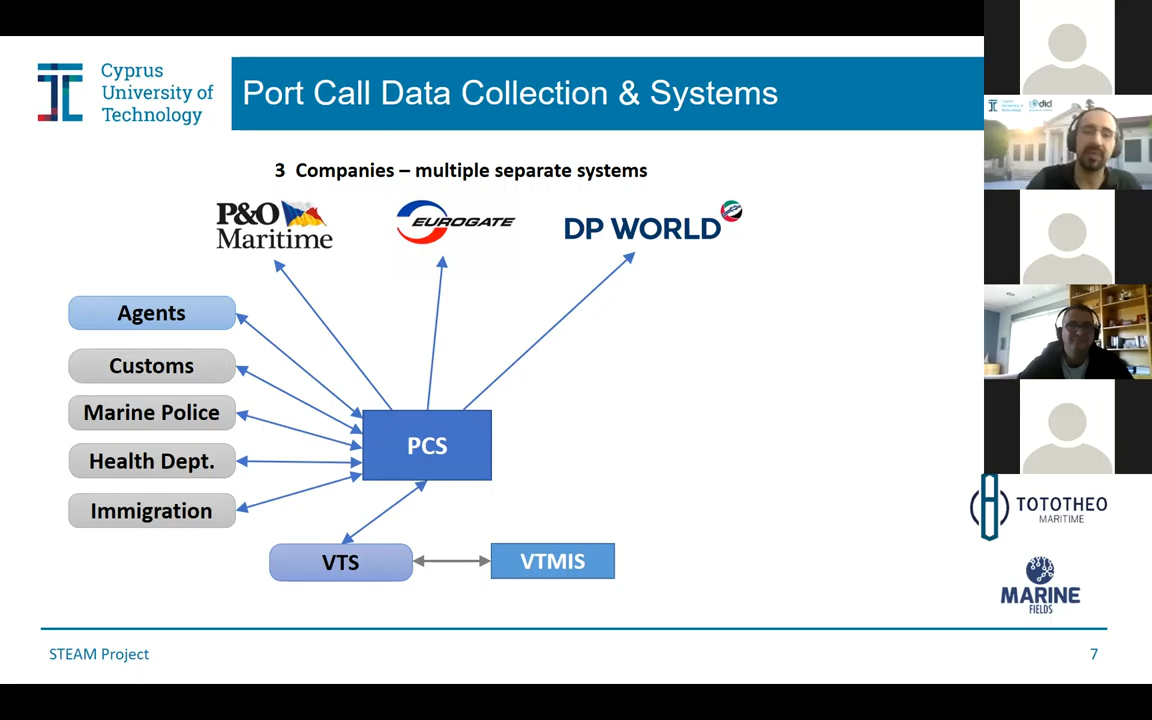 Cyprus
University of
Technology
Port Call Data Collection & Systems
3 Companies – multiple separate systems
P&O
Maritime
EUROGATE
DP WORLD
Agents
Customs
Marine Police
Health Dept.
Immigration
PCS
VTS
VTMIS
TOTOTHEO
MARITIME
MARINE
FIELDS
STEAM Project
7